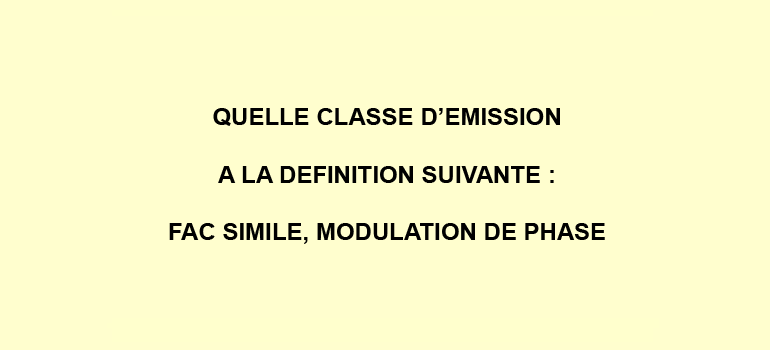 QUELLE CLASSE D’EMISSION
A LA DEFINITION SUIVANTE :
FAC SIMILE, MODULATION DE PHASE